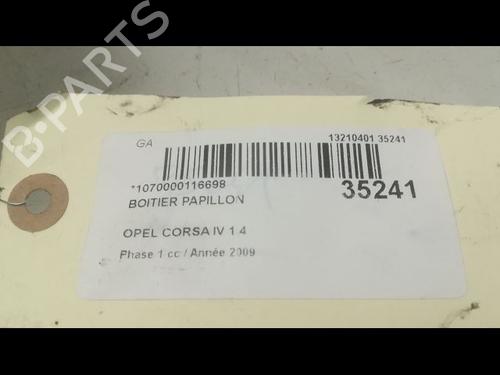 B-PARTS
GA
13210401 35241
*1070000116698
35241
BOITIER PAPILLON
OPEL CORSA IV 1 4
Phase 1 cc / Année 2009